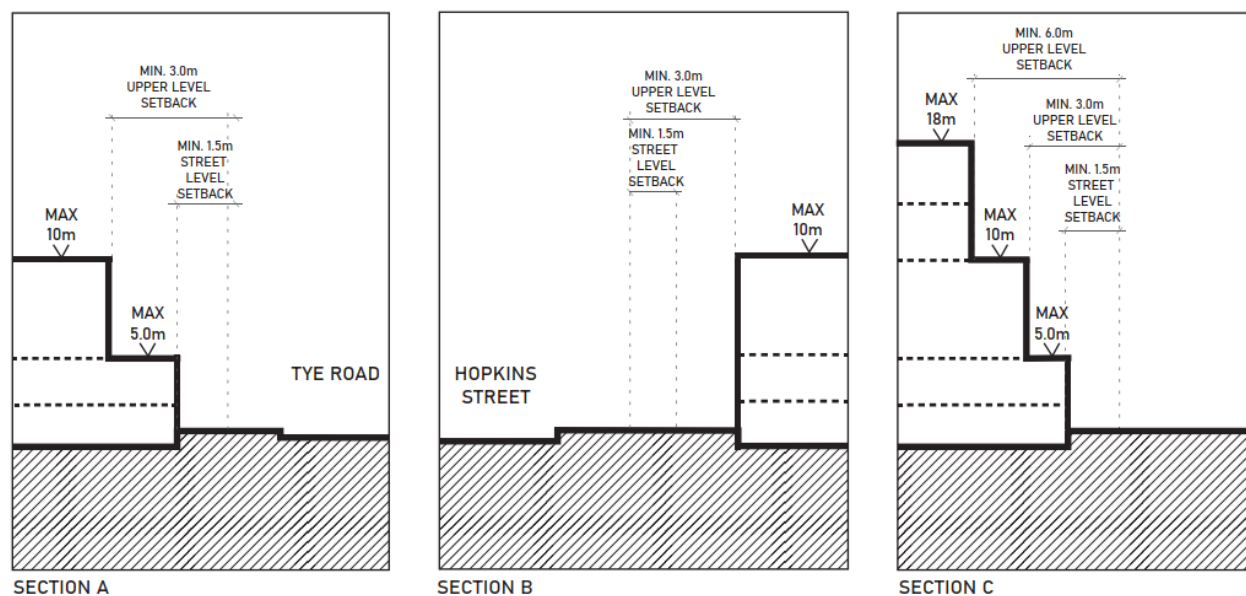 MIN. 3.0m
UPPER LEVEL
SETBACK
MIN. 1.5m
STREET
LEVEL
SETBACK
MAX
10m
MAX
5.0m
TYE ROAD
SECTION A
MIN. 3.0m
UPPER LEVEL
SETBACK
MIN. 1.5m
STREET
LEVEL
SETBACK
MAX
10m
HOPKINS
STREET
SECTION B
MIN. 6.0m
UPPER LEVEL
SETBACK
MAX
18m
MIN. 3.0m
UPPER LEVEL
SETBACK
MIN. 1.5m
STREET
LEVEL
SETBACK
MAX
10m
MAX
5.0m
SECTION C